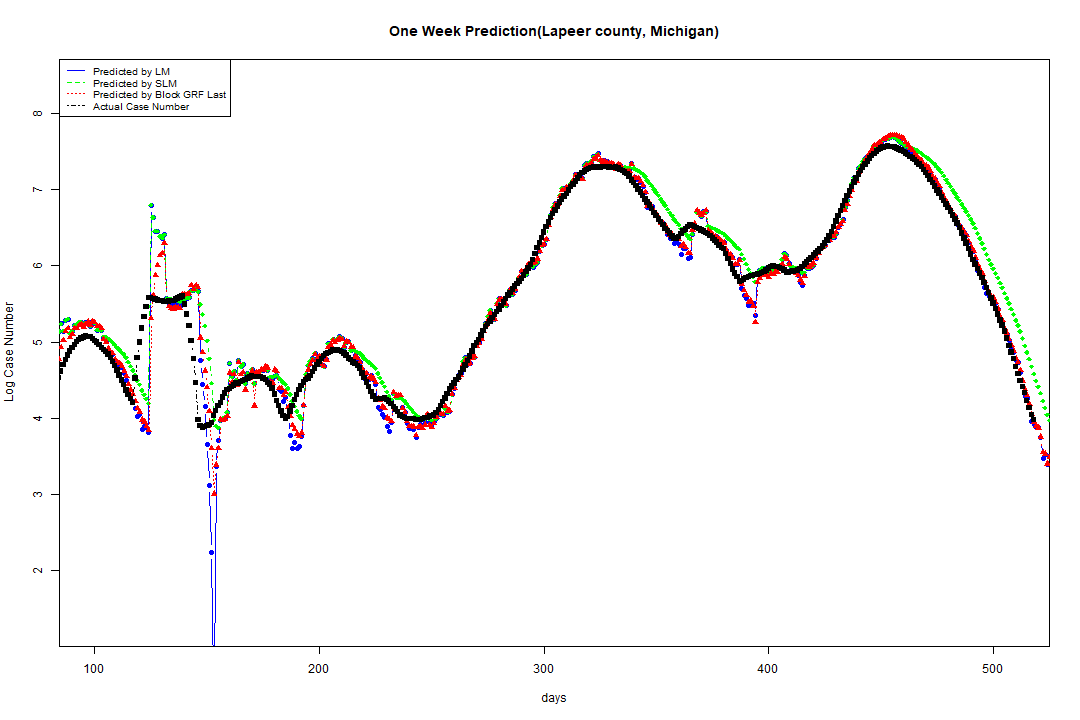 One Week Prediction(Lapeer county, Michigan)
Predicted by LM
Predicted by SLM
Predicted by Block GRF Last
Actual Case Number
8
7
6
5
4
3
2
Log Case Number
100 200 300 400 500
days